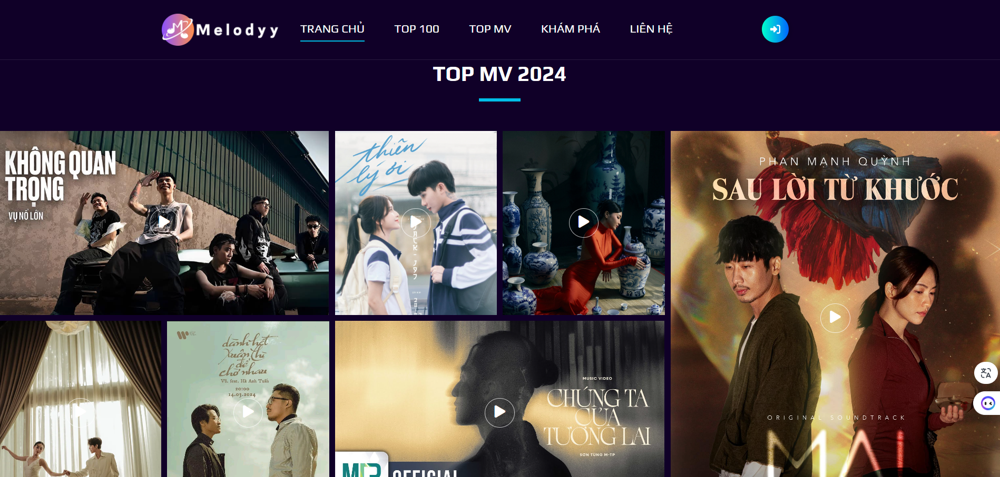 Melodyy
TRANG CHỦ
TOP 100
TOP MV
KHÁM PHÁ
LIÊN HỆ
TOP MV 2024
KHÔNG QUAN
TRỌNG
VỤ NỔ LỚN
thiên
lý ơi
JACK - J97
PHAN MẠNH QUỲNH
SAU LỜI TỪ KHƯỚC
ORIGINAL SOUNDTRACK
MAI
dành hết
xuân thì
để
chờ nhau
Vũ. feat. Hà Anh Tuấn
20:00
14.03.2024
MUSIC VIDEO
CHÚNG TA
CỦA
TƯƠNG LAI
SƠN TÙNG M-TP
OFFICIAL